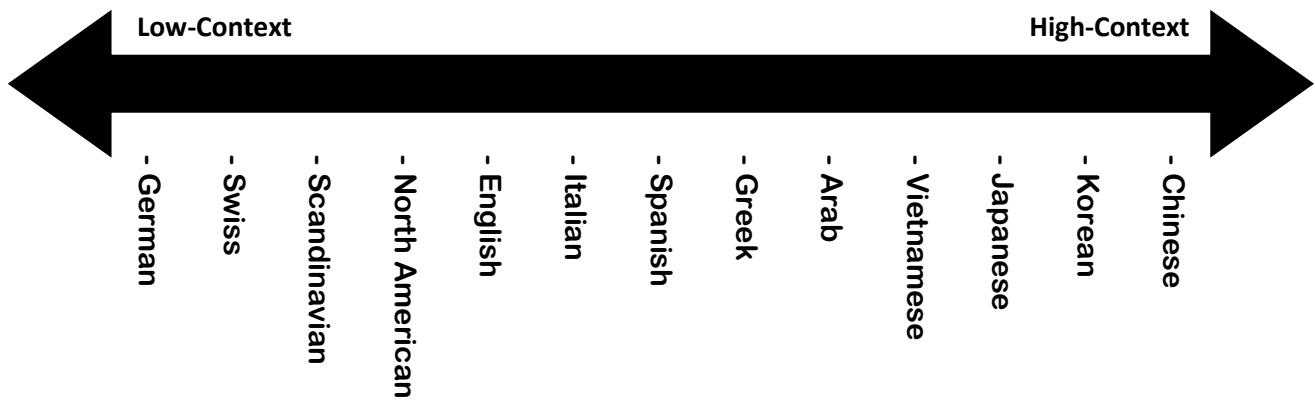 Low-Context
High-Context
- German
- Swiss
- Scandinavian
- North American
- English
- Italian
- Spanish
- Greek
- Arab
- Vietnamese
- Japanese
- Korean
- Chinese